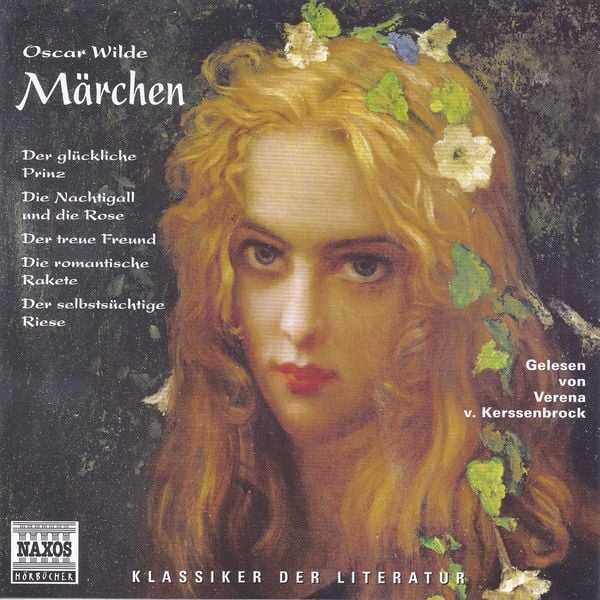 Oscar Wilde
Märchen
Der glückliche
Prinz
Die Nachtigall
und die Rose
Der treue Freund
Die romantische
Rakete
Der selbstsüchtige
Riese
Gelesen
von
Verena
v. Kerssenbrock
NAXOS
HÖRBÜCHER
KLASSIKER DER LITERATUR